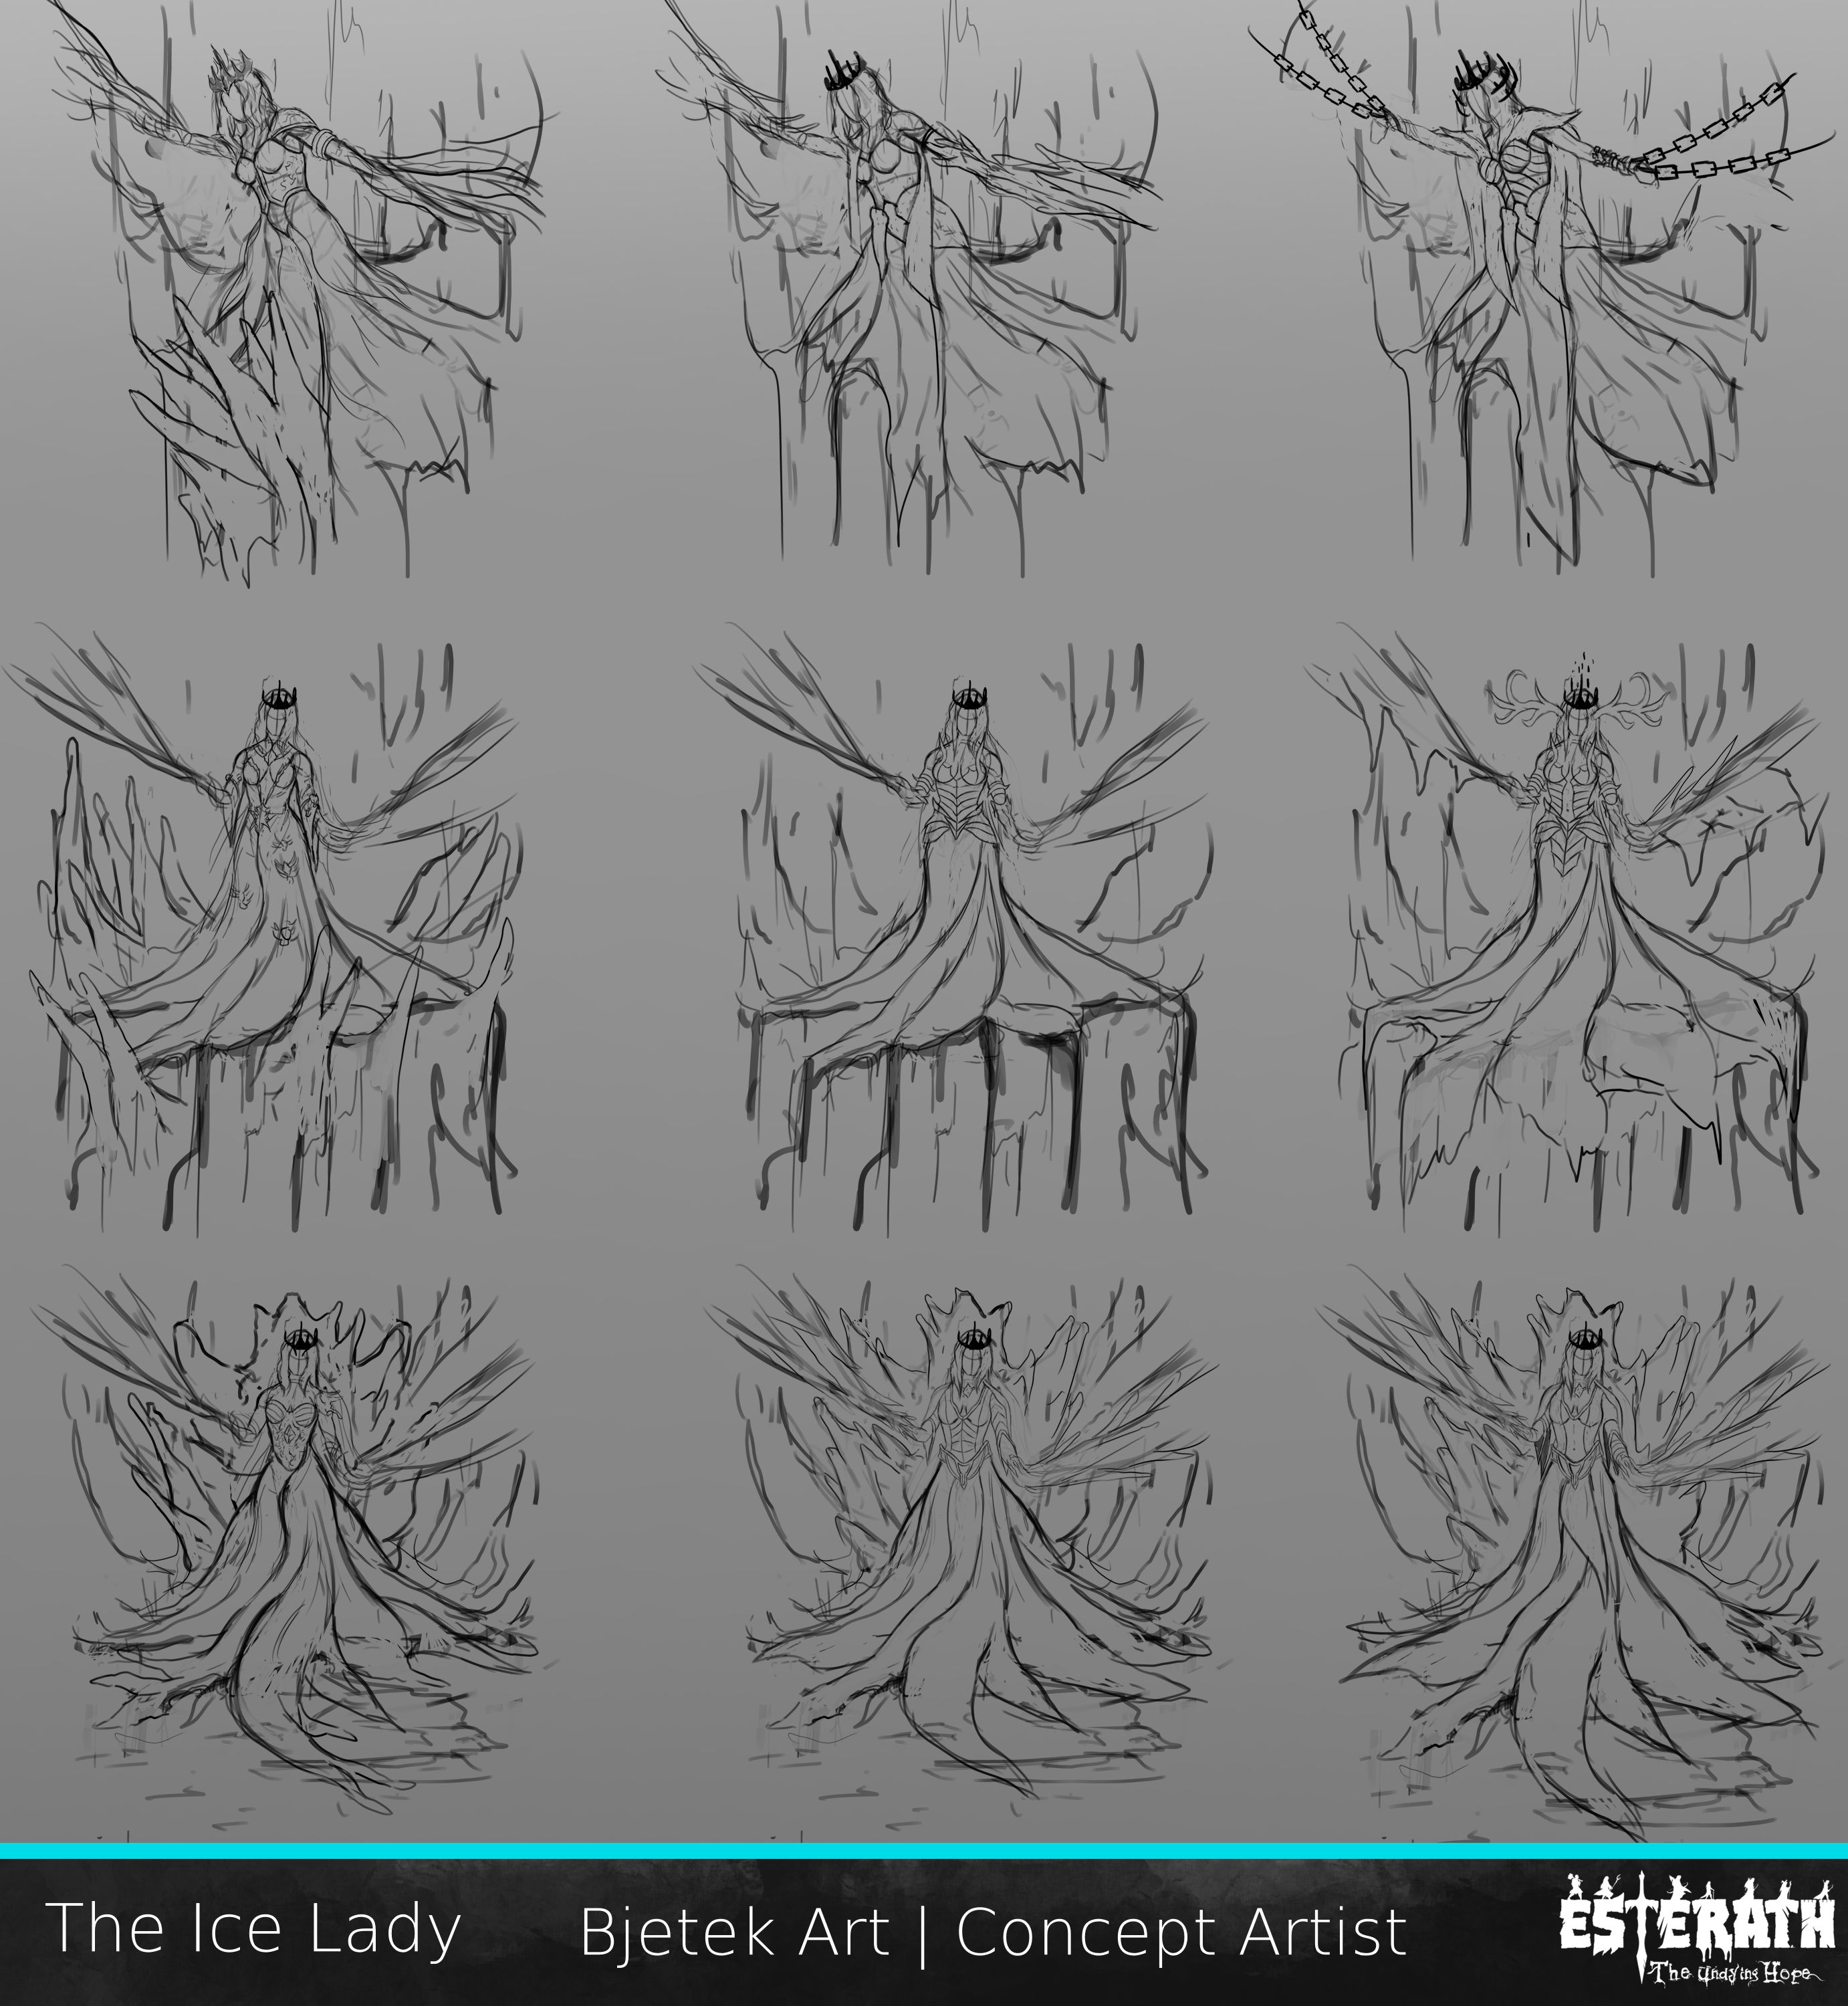 The Ice Lady
Bjetek Art | Concept Artist
ESTERATH
The Undying Hope